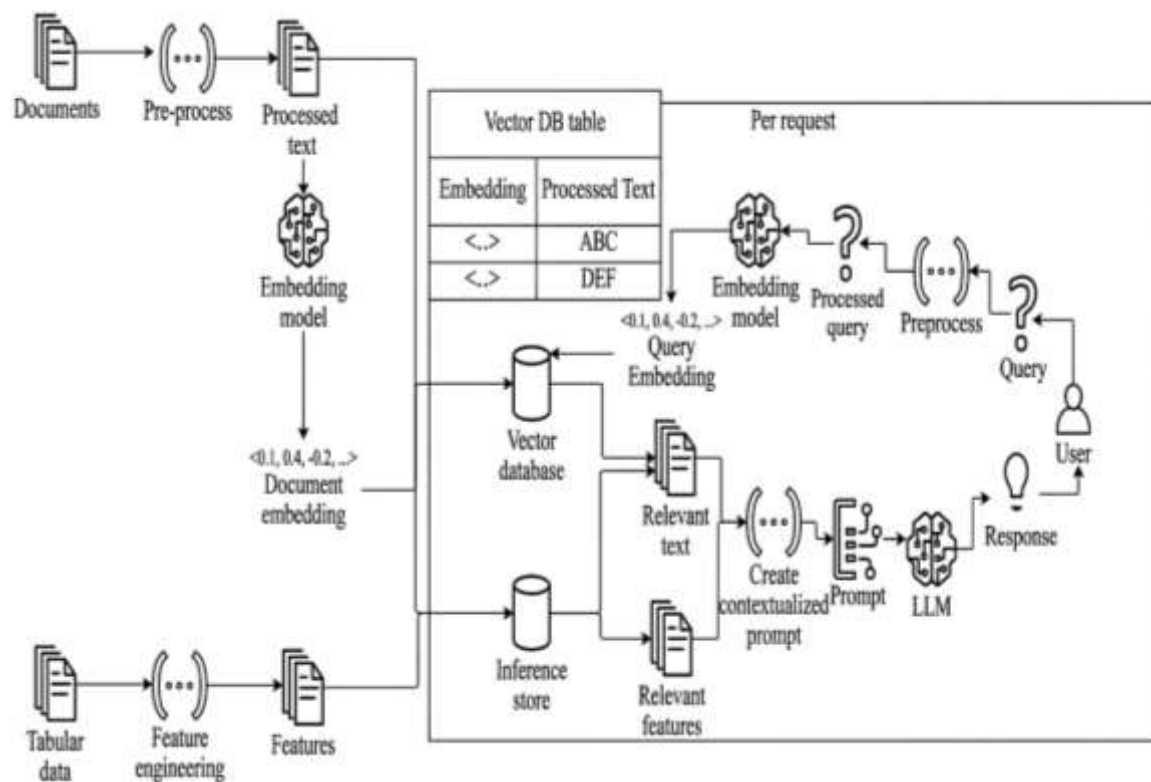 Documents
Pre-process
Processed
text
Embedding
model
<0.1, 0.4, -0.2, ...>
Document
embedding
Tabular
data
Feature
engineering
Features
Vector DB table
Embedding
Processed Text
<..>
ABC
<..>
DEF
Per request
<0.1, 0.4, -0.2, ...>
Query
Embedding
Embedding
model
Processed
query
Preprocess
Query
User
Vector
database
Relevant
text
Inference
store
Relevant
features
Create
contextualized
prompt
Prompt
LLM
Response